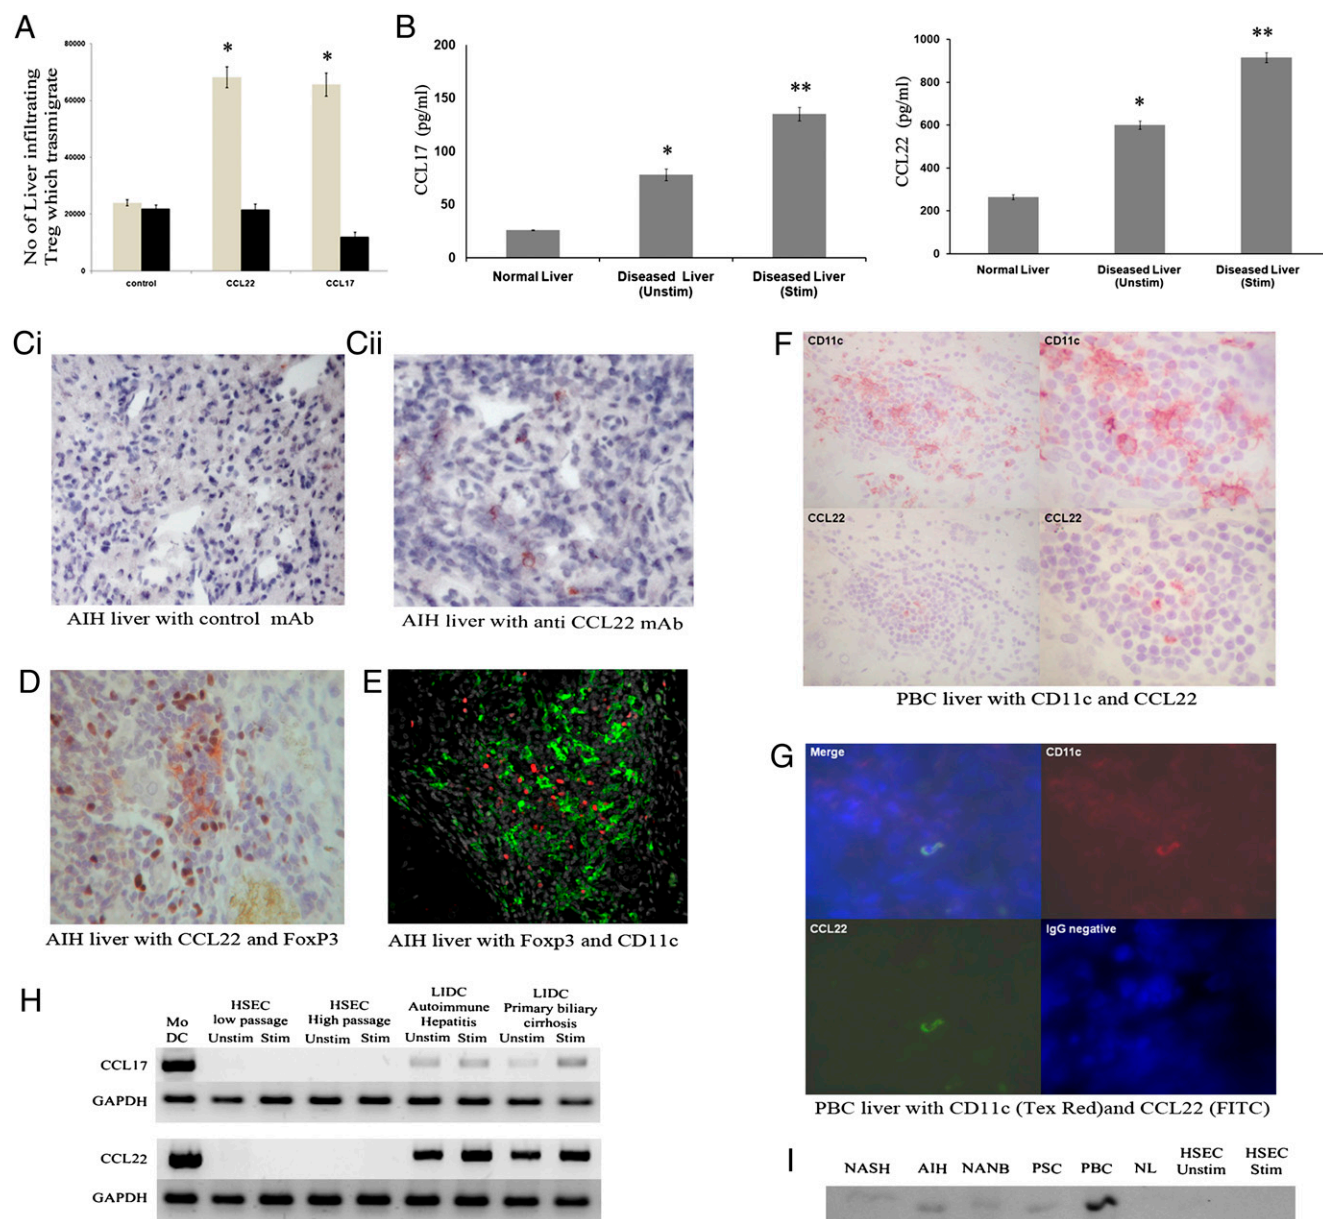 A
No of Liver infiltrating
Treg which trasmigrate
80000
60000
40000
20000
0
*
*
control
CCL22
CCL17
B
CCL17 (pg/ml)
200
150
100
50
0
*
**
Normal Liver
Diseased Liver
(Unstim)
Diseased Liver
(Stim)
CCL22 (pg/ml)
1000
800
600
400
200
0
*
**
Normal Liver
Diseased Liver
(Unstim)
Diseased Liver
(Stim)
Ci
AIH liver with control mAb
Cii
AIH liver with anti CCL22 mAb
D
AIH liver with CCL22 and FoxP3
E
AIH liver with Foxp3 and CD11c
F
CD11c
CD11c
CCL22
CCL22
PBC liver with CD11c and CCL22
G
Merge
CD11c
CCL22
IgG negative
PBC liver with CD11c (Tex Red)and CCL22 (FITC)
H
Mo
DC
HSEC
low passage
Unstim Stim
HSEC
High passage
Unstim Stim
LIDC
Autoimmune
Hepatitis
Unstim Stim
LIDC
Primary biliary
cirrhosis
Unstim Stim
CCL17
GAPDH
CCL22
GAPDH
I
NASH AIH NANB PSC PBC NL HSEC
Unstim
HSEC
Stim